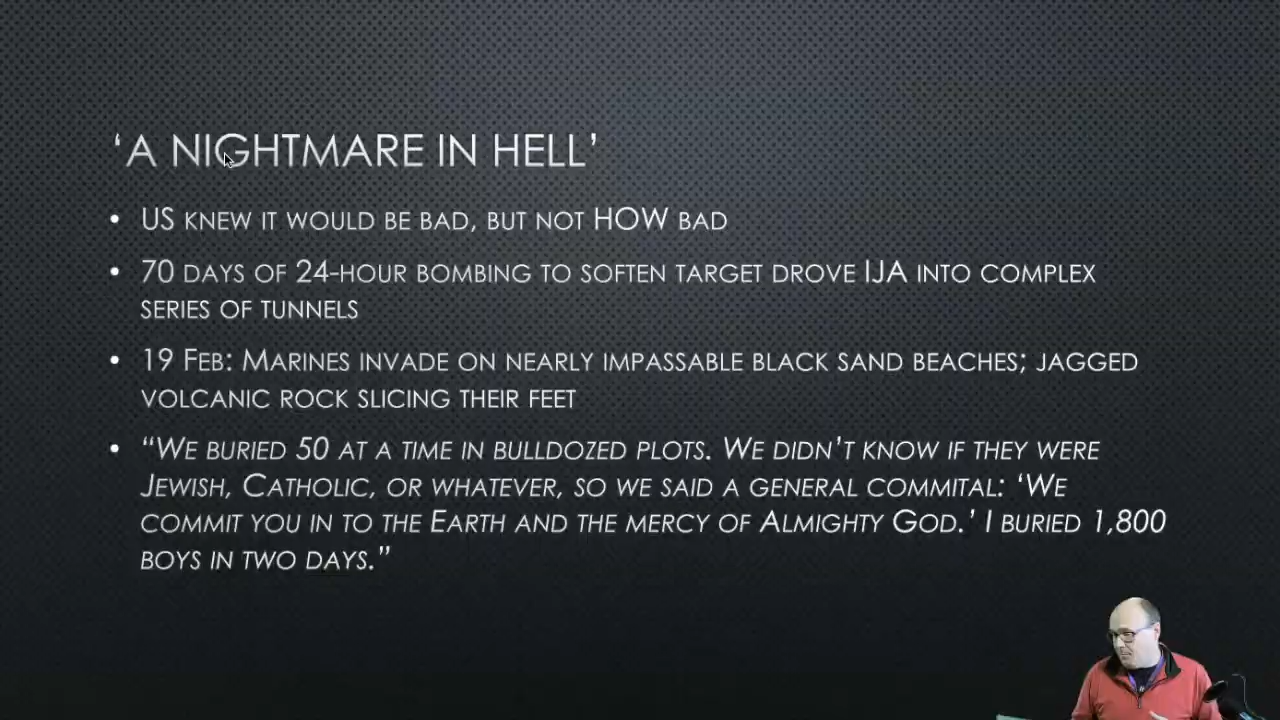 ‘A NIGHTMARE IN HELL’
• US KNEW IT WOULD BE BAD, BUT NOT HOW BAD
• 70 DAYS OF 24-HOUR BOMBING TO SOFTEN TARGET DROVE IJA INTO COMPLEX
SERIES OF TUNNELS
• 19 FEB: MARINES INVADE ON NEARLY IMPASSABLE BLACK SAND BEACHES; JAGGED
VOLCANIC ROCK SLICING THEIR FEET
• “WE BURIED 50 AT A TIME IN BULLDOZED PLOTS. WE DIDN’T KNOW IF THEY WERE
JEWISH, CATHOLIC, OR WHATEVER, SO WE SAID A GENERAL COMMITAL: ‘WE
COMMIT YOU IN TO THE EARTH AND THE MERCY OF ALMIGHTY GOD.’ I BURIED 1,800
BOYS IN TWO DAYS.”